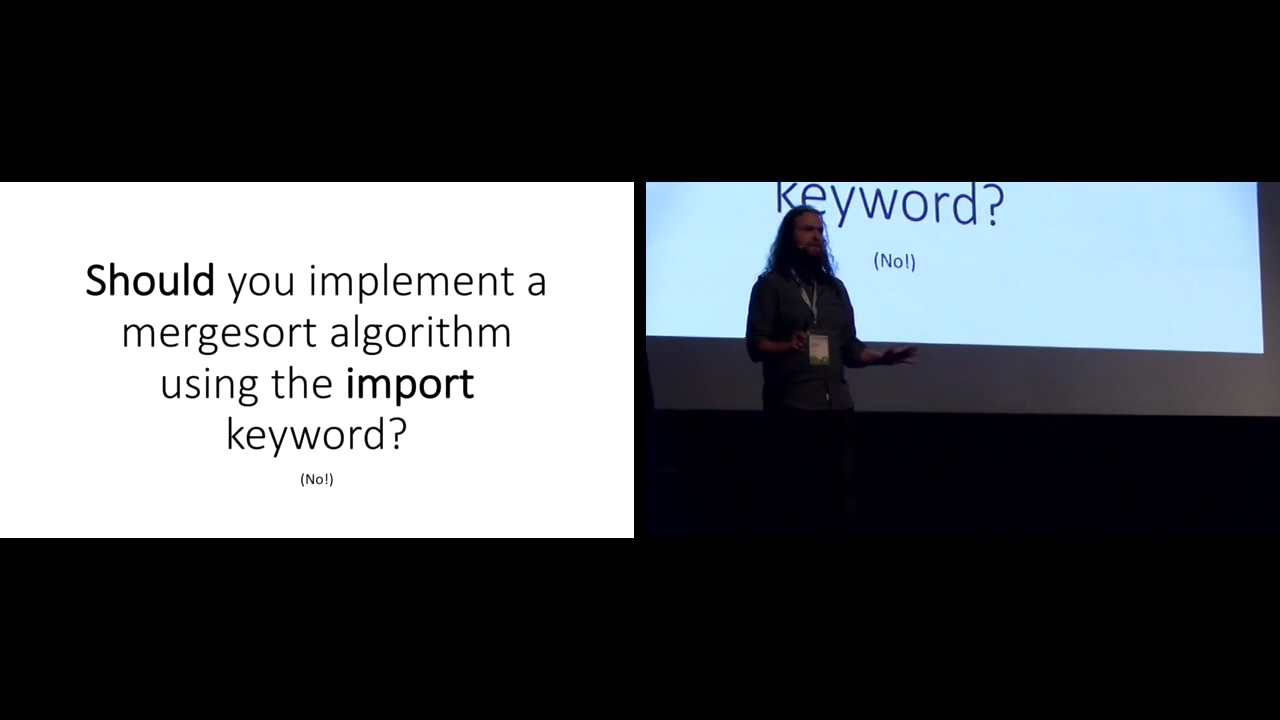 Should you implement a
mergesort algorithm
using the import
keyword?
(No!)
keyword?
(No!)